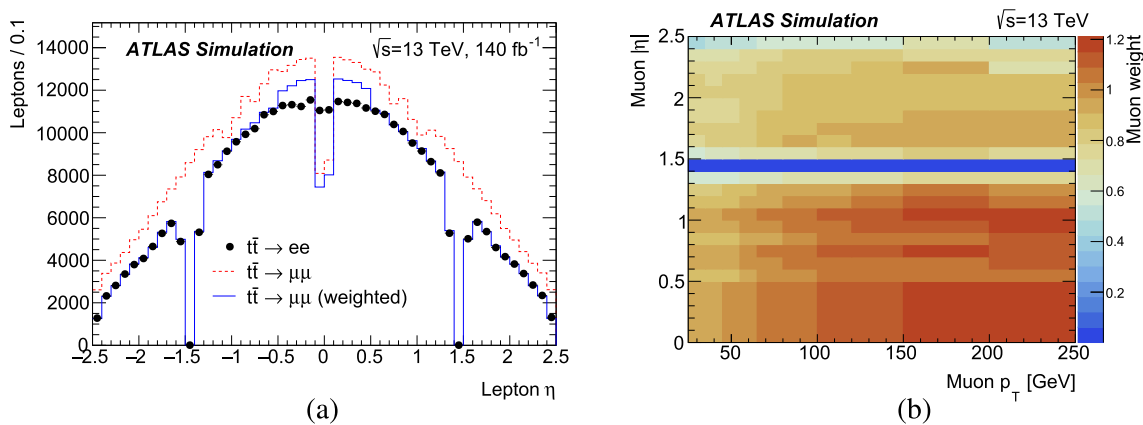 ATLAS Simulation
√s=13 TeV, 140 fb⁻¹
Leptons / 0.1
14000
12000
10000
8000
6000
4000
2000
0
tt̄ → ee
tt̄ → μμ
tt̄ → μμ (weighted)
−2.5 −2 −1.5 −1 −0.5 0 0.5 1 1.5 2 2.5
Lepton η
(a)
ATLAS Simulation
√s=13 TeV
Muon |η|
2.5
2
1.5
1
0.5
0
50 100 150 200 250
Muon p_T [GeV]
1.2
1
0.8
0.6
0.4
0.2
Muon weight
(b)